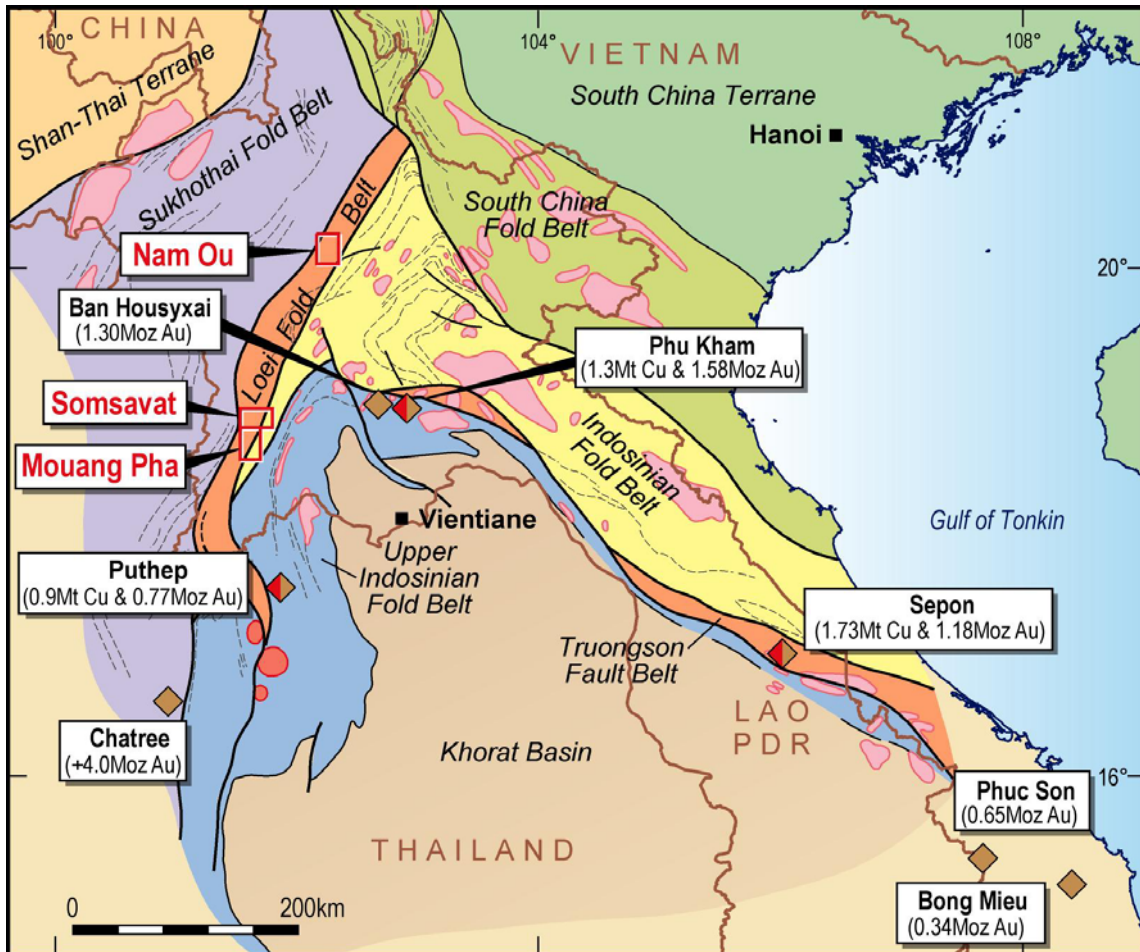 100°
104°
108°
CHINA
VIETNAM
South China Terrane
Shan-Thai Terrane
Hanoi
Sukhothai Fold Belt
South China
Fold Belt
Nam Ou
20°
Loei Fold Belt
Ban Housyxai
(1.30Moz Au)
Phu Kham
(1.3Mt Cu & 1.58Moz Au)
Somsavat
Mouang Pha
Indosinian
Fold Belt
Gulf of Tonkin
Vientiane
Upper
Indosinian
Fold Belt
Puthep
(0.9Mt Cu & 0.77Moz Au)
Sepon
(1.73Mt Cu & 1.18Moz Au)
Truongson
Fault Belt
LAO
PDR
Chatree
(+4.0Moz Au)
Khorat Basin
16°
Phuc Son
(0.65Moz Au)
THAILAND
Bong Mieu
(0.34Moz Au)
0
200km